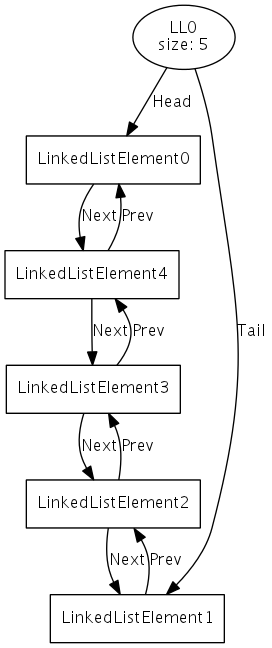 LL0
size: 5
Head
LinkedListElement0
Next Prev
LinkedListElement4
Next Prev
Tail
LinkedListElement3
Next Prev
LinkedListElement2
Next Prev
LinkedListElement1